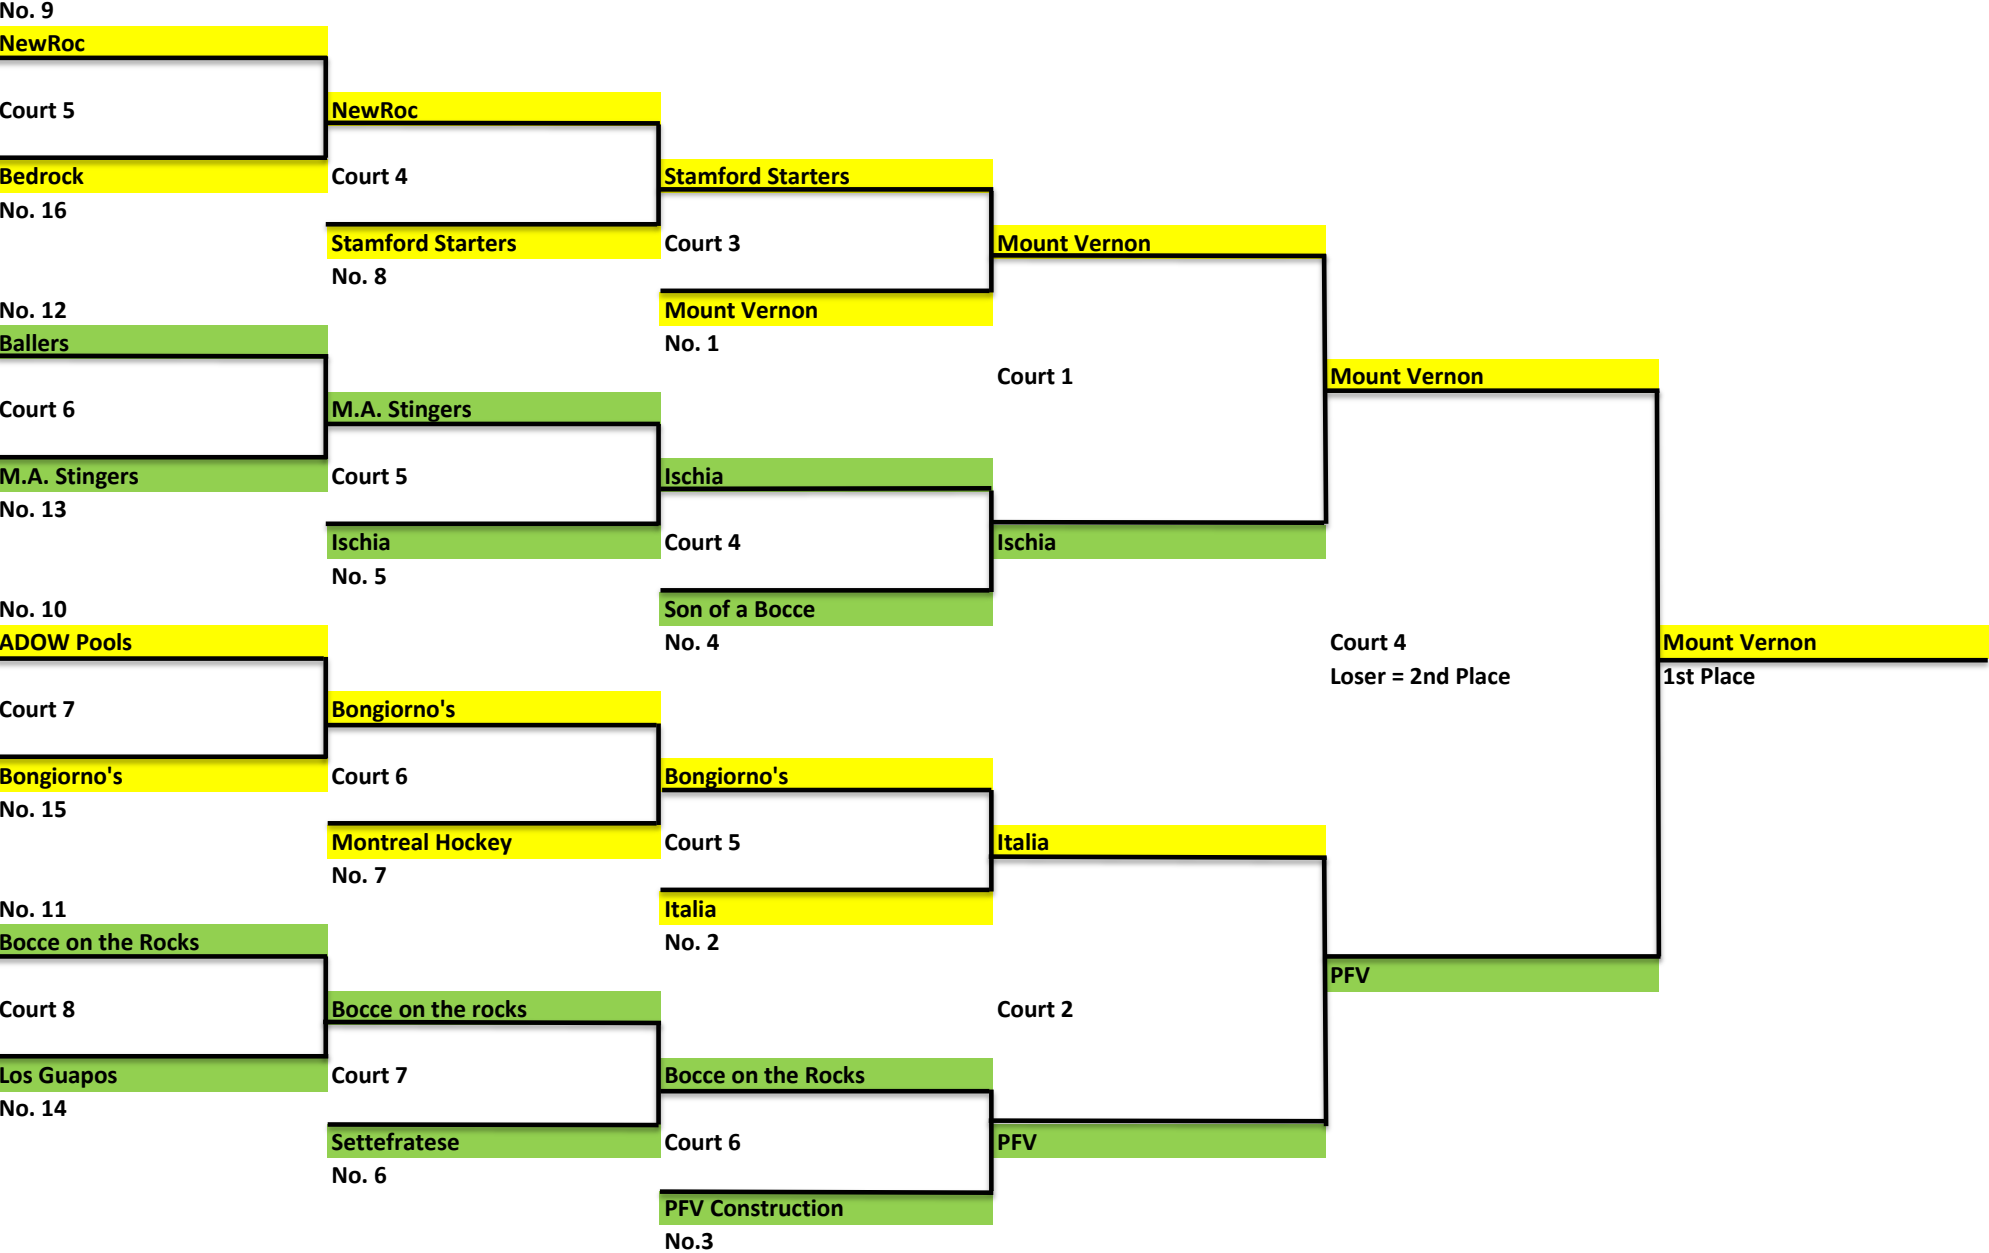 No. 9
NewRoc
Court 5
NewRoc
Bedrock
Court 4
Stamford Starters
No. 16
Stamford Starters
Court 3
Mount Vernon
No. 8
No. 12
Mount Vernon
Ballers
No. 1
Court 1
Mount Vernon
Court 6
M.A. Stingers
M.A. Stingers
Court 5
Ischia
No. 13
Ischia
Court 4
Ischia
No. 5
No. 10
Son of a Bocce
ADOW Pools
No. 4
Court 4
Mount Vernon
Loser = 2nd Place
1st Place
Court 7
Bongiorno's
Bongiorno's
Court 6
Bongiorno's
No. 15
Montreal Hockey
Court 5
Italia
No. 7
No. 11
Italia
Bocce on the Rocks
No. 2
PFV
Court 8
Bocce on the rocks
Court 2
Los Guapos
Court 7
Bocce on the Rocks
No. 14
Settefratese
Court 6
PFV
No. 6
PFV Construction
No.3